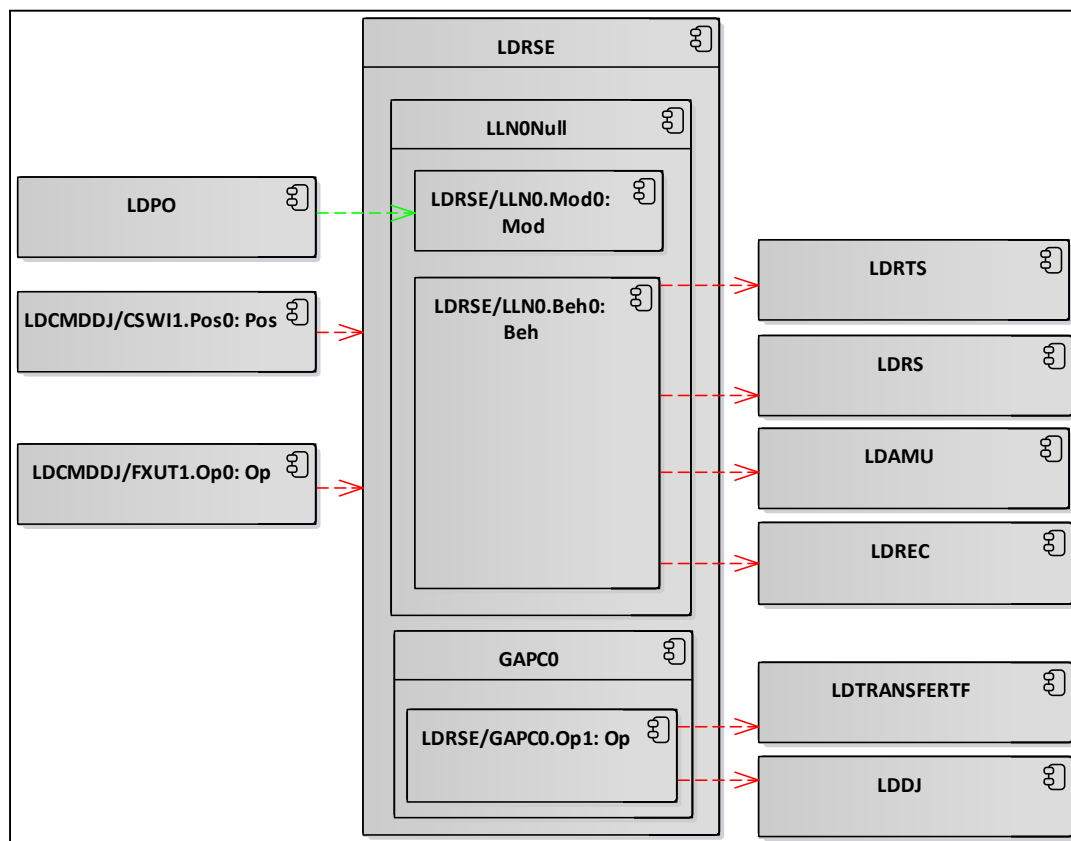 LDRSE
LLN0Null
LDPO
LDRSE/LLN0.Mod0:
Mod
LDRTS
LDCMDDJ/CSWI1.Pos0: Pos
LDRSE/LLN0.Beh0:
Beh
LDRS
LDCMDDJ/FXUT1.Op0: Op
LDAMU
LDREC
GAPC0
LDTRANSFERTF
LDRSE/GAPC0.Op1: Op
LDDJ